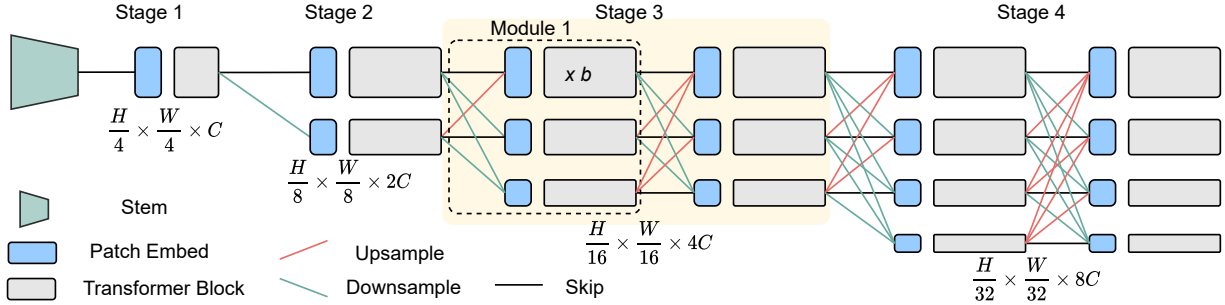 Stage 1
Stage 2
Stage 3
Stage 4
Module 1
x b
H/4 × W/4 × C
H/8 × W/8 × 2C
H/16 × W/16 × 4C
H/32 × W/32 × 8C
Stem
Patch Embed
Upsample
Transformer Block
Downsample
Skip